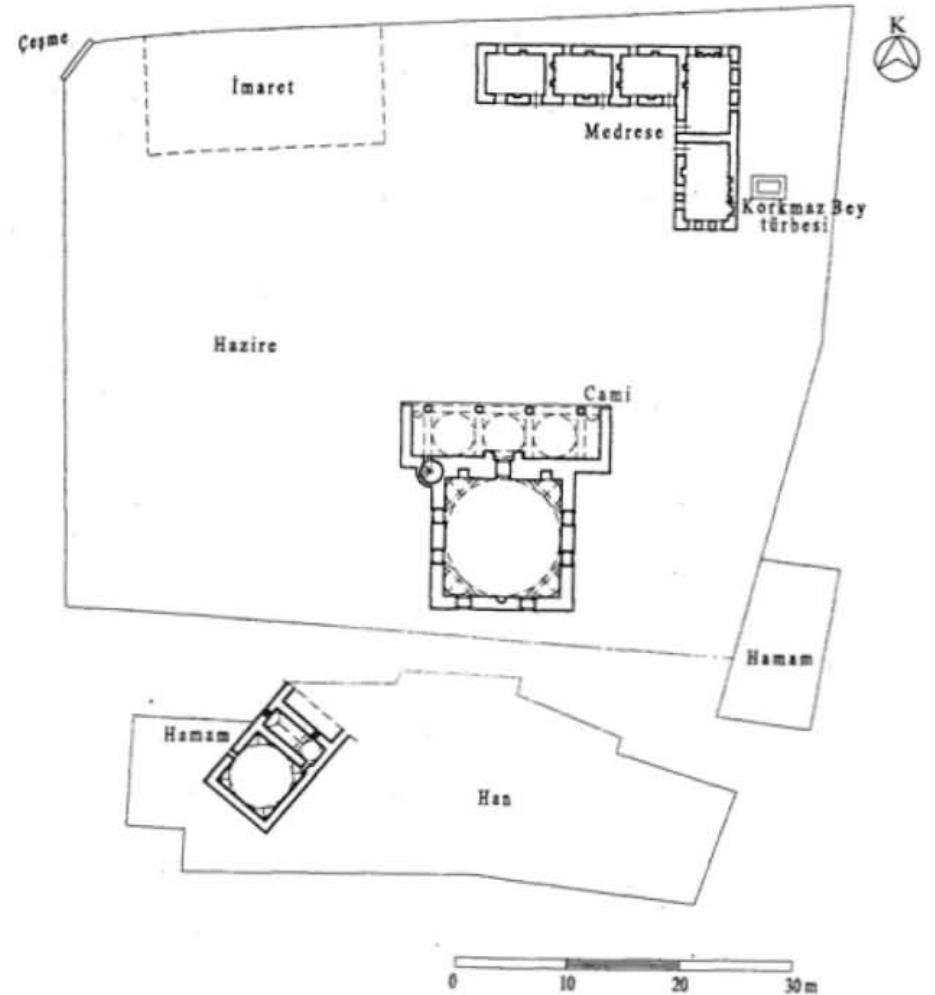 K
Çeşme
İmaret
Medrese
Korkmaz Bey
türbesi
Hazire
Cami
Hamam
Hamam
Han
0 10 20 30 m